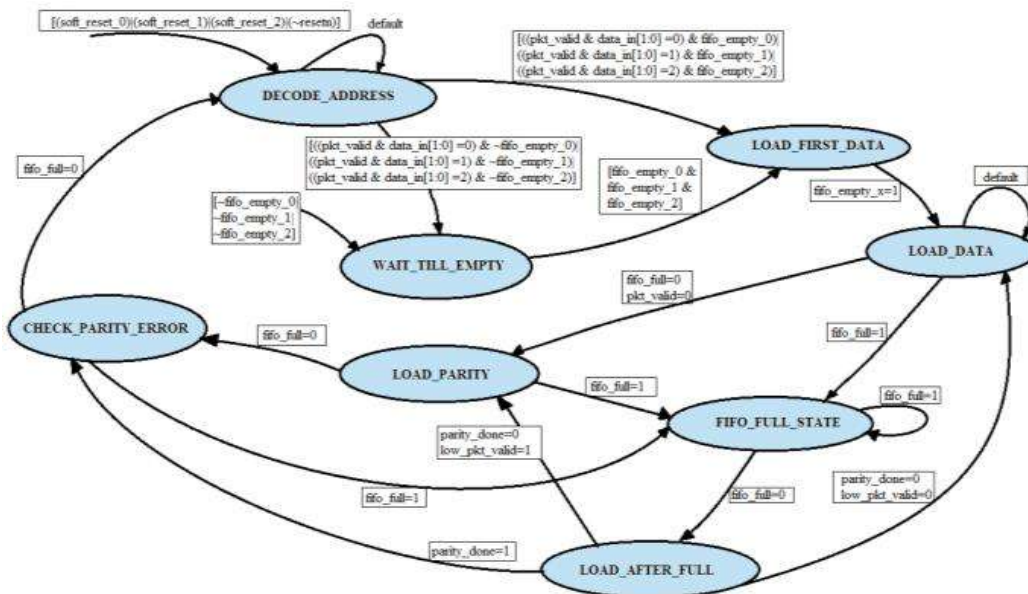 [(soft_reset_0)|(soft_reset_1)|(soft_reset_2)|(~resetn)]
default
DECODE_ADDRESS
[((pkt_valid & data_in[1:0] =0) & fifo_empty_0)|
((pkt_valid & data_in[1:0] =1) & fifo_empty_1)|
((pkt_valid & data_in[1:0] =2) & fifo_empty_2)]
[((pkt_valid & data_in[1:0] =0) & ~fifo_empty_0)|
((pkt_valid & data_in[1:0] =1) & ~fifo_empty_1)|
((pkt_valid & data_in[1:0] =2) & ~fifo_empty_2)]
LOAD_FIRST_DATA
fifo_full=0
[fifo_empty_0 &
fifo_empty_1 &
fifo_empty_2]
fifo_empty_x=1
default
[~fifo_empty_0|
~fifo_empty_1|
~fifo_empty_2]
WAIT_TILL_EMPTY
LOAD_DATA
fifo_full=0
pkt_valid=0
CHECK_PARITY_ERROR
fifo_full=0
fifo_full=1
LOAD_PARITY
fifo_full=1
fifo_full=1
FIFO_FULL_STATE
parity_done=0
low_pkt_valid=1
fifo_full=1
fifo_full=0
parity_done=0
low_pkt_valid=0
parity_done=1
LOAD_AFTER_FULL